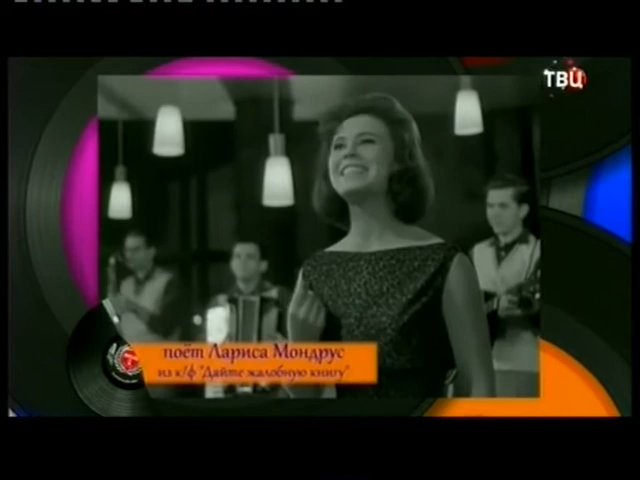 ТВЦ
поёт Лариса Мондрус
из к/ф "Дайте жалобную книгу"